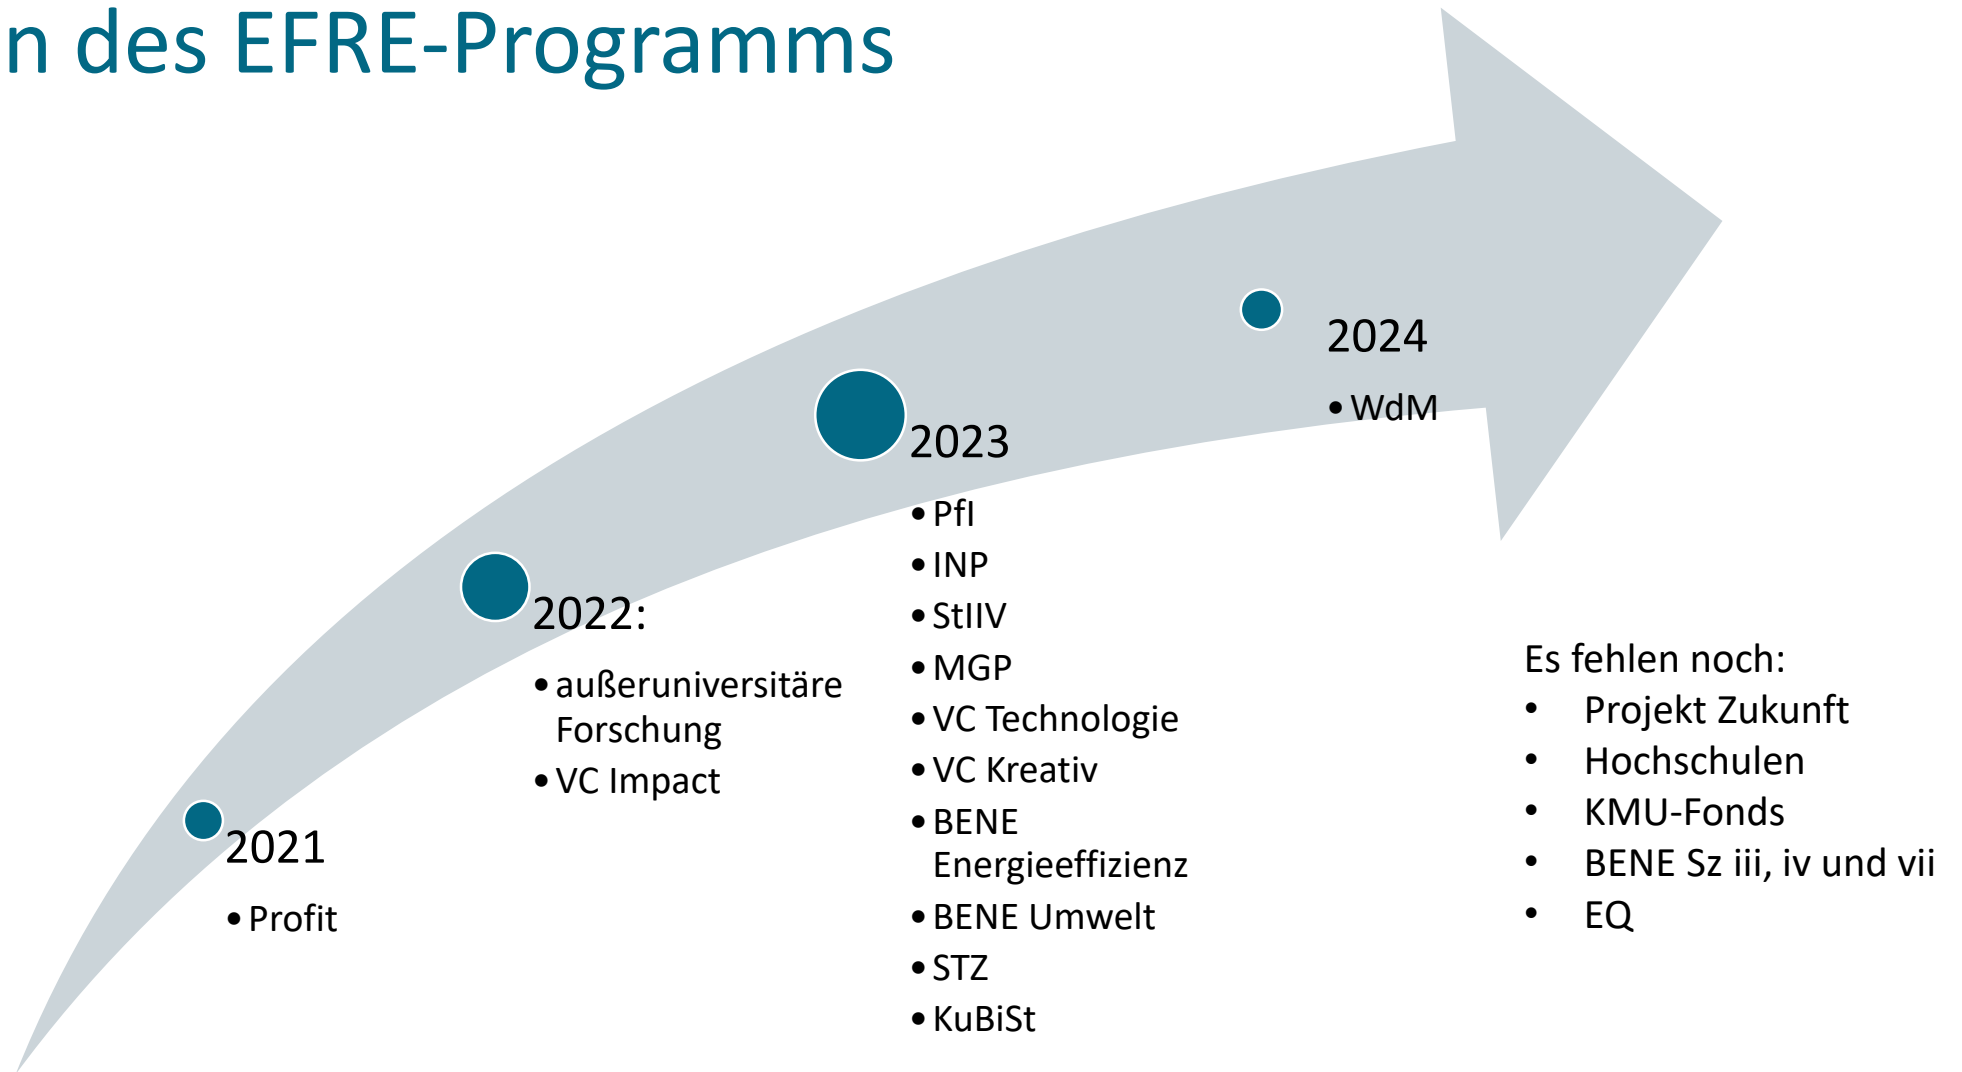 n des EFRE-Programms
2021
• Profit
2022:
• außeruniversitäre
Forschung
• VC Impact
2023
• PfI
• INP
• StIIV
• MGP
• VC Technologie
• VC Kreativ
• BENE
Energieeffizienz
• BENE Umwelt
• STZ
• KuBiSt
2024
• WdM
Es fehlen noch:
• Projekt Zukunft
• Hochschulen
• KMU-Fonds
• BENE Sz iii, iv und vii
• EQ